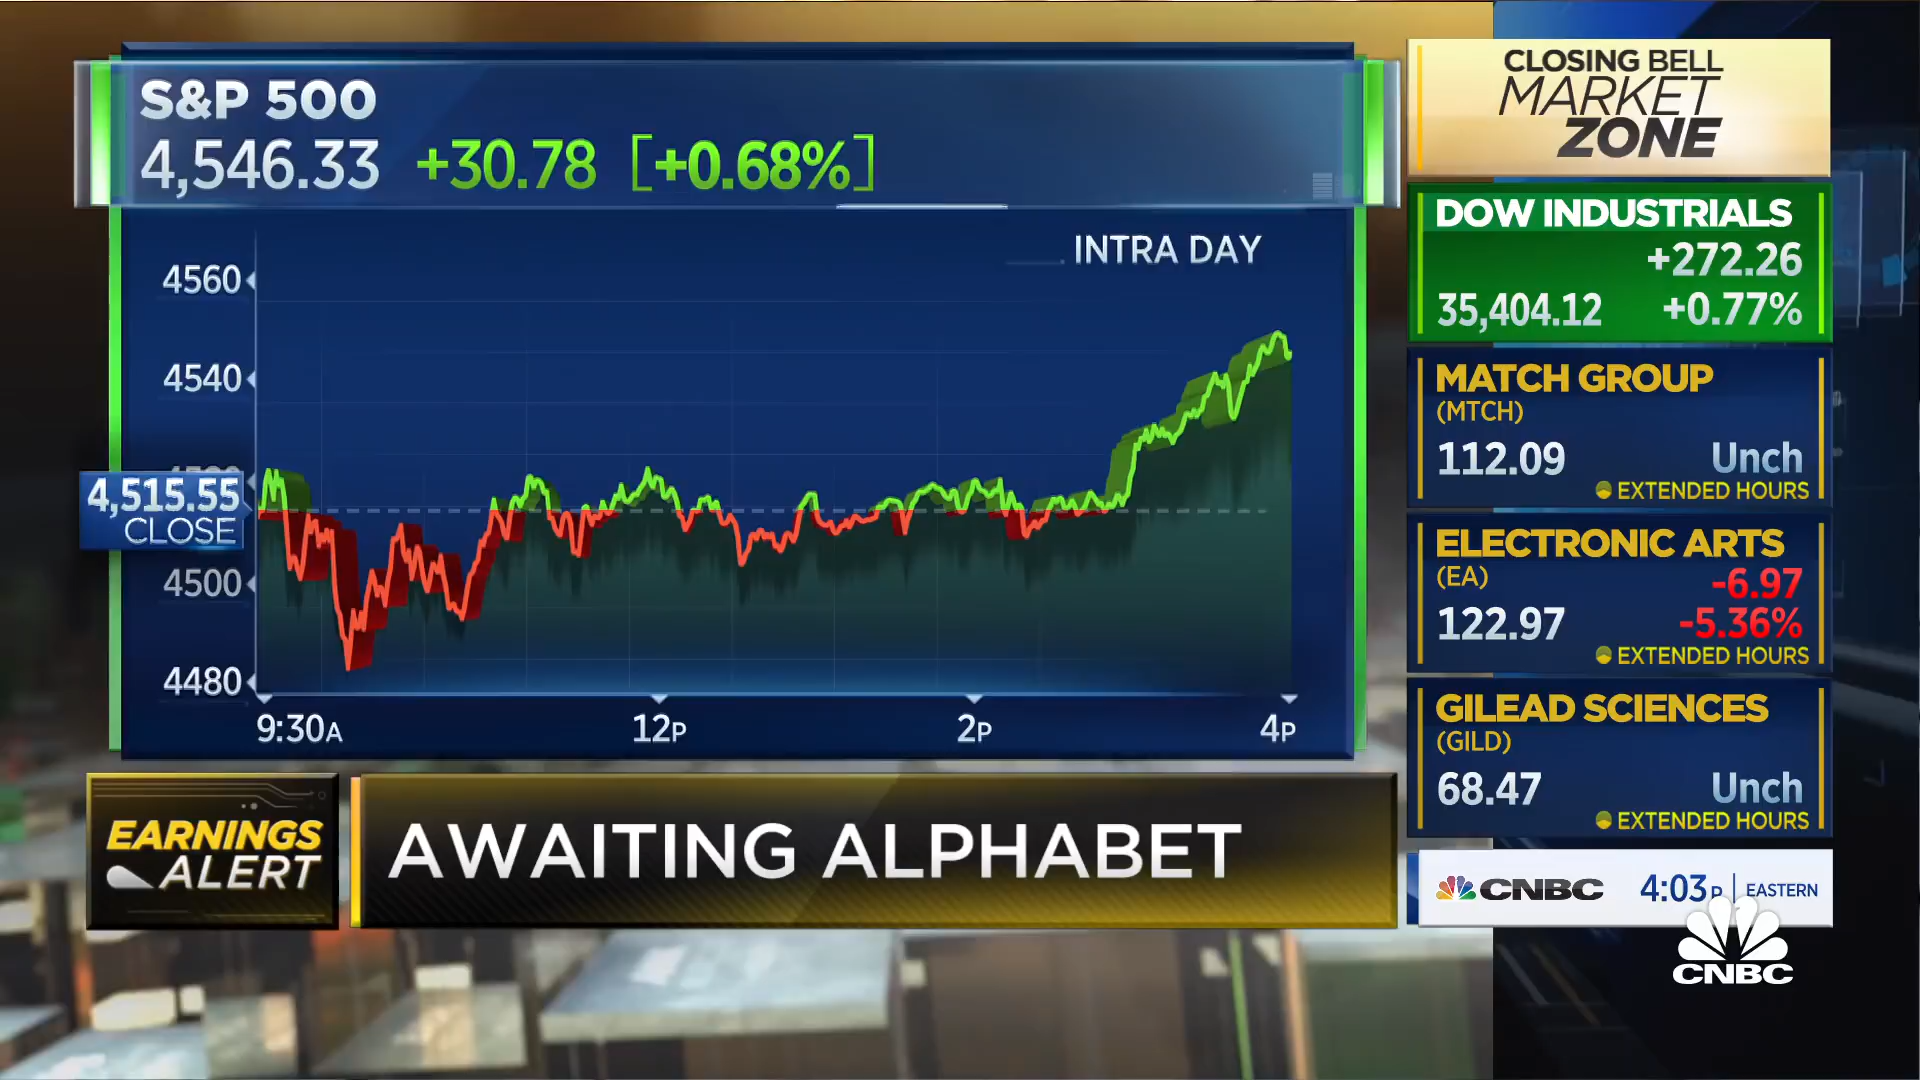 S&P 500
4,546.33 +30.78 [+0.68%]
INTRA DAY
4560
4540
4,515.55
CLOSE
4500
4480
9:30A 12P 2P 4P
EARNINGS
ALERT
AWAITING ALPHABET
CLOSING BELL
MARKET
ZONE
DOW INDUSTRIALS
+272.26
35,404.12 +0.77%
MATCH GROUP
(MTCH)
112.09 Unch
EXTENDED HOURS
ELECTRONIC ARTS
(EA) -6.97
122.97 -5.36%
EXTENDED HOURS
GILEAD SCIENCES
(GILD)
68.47 Unch
EXTENDED HOURS
CNBC 4:03P EASTERN
CNBC